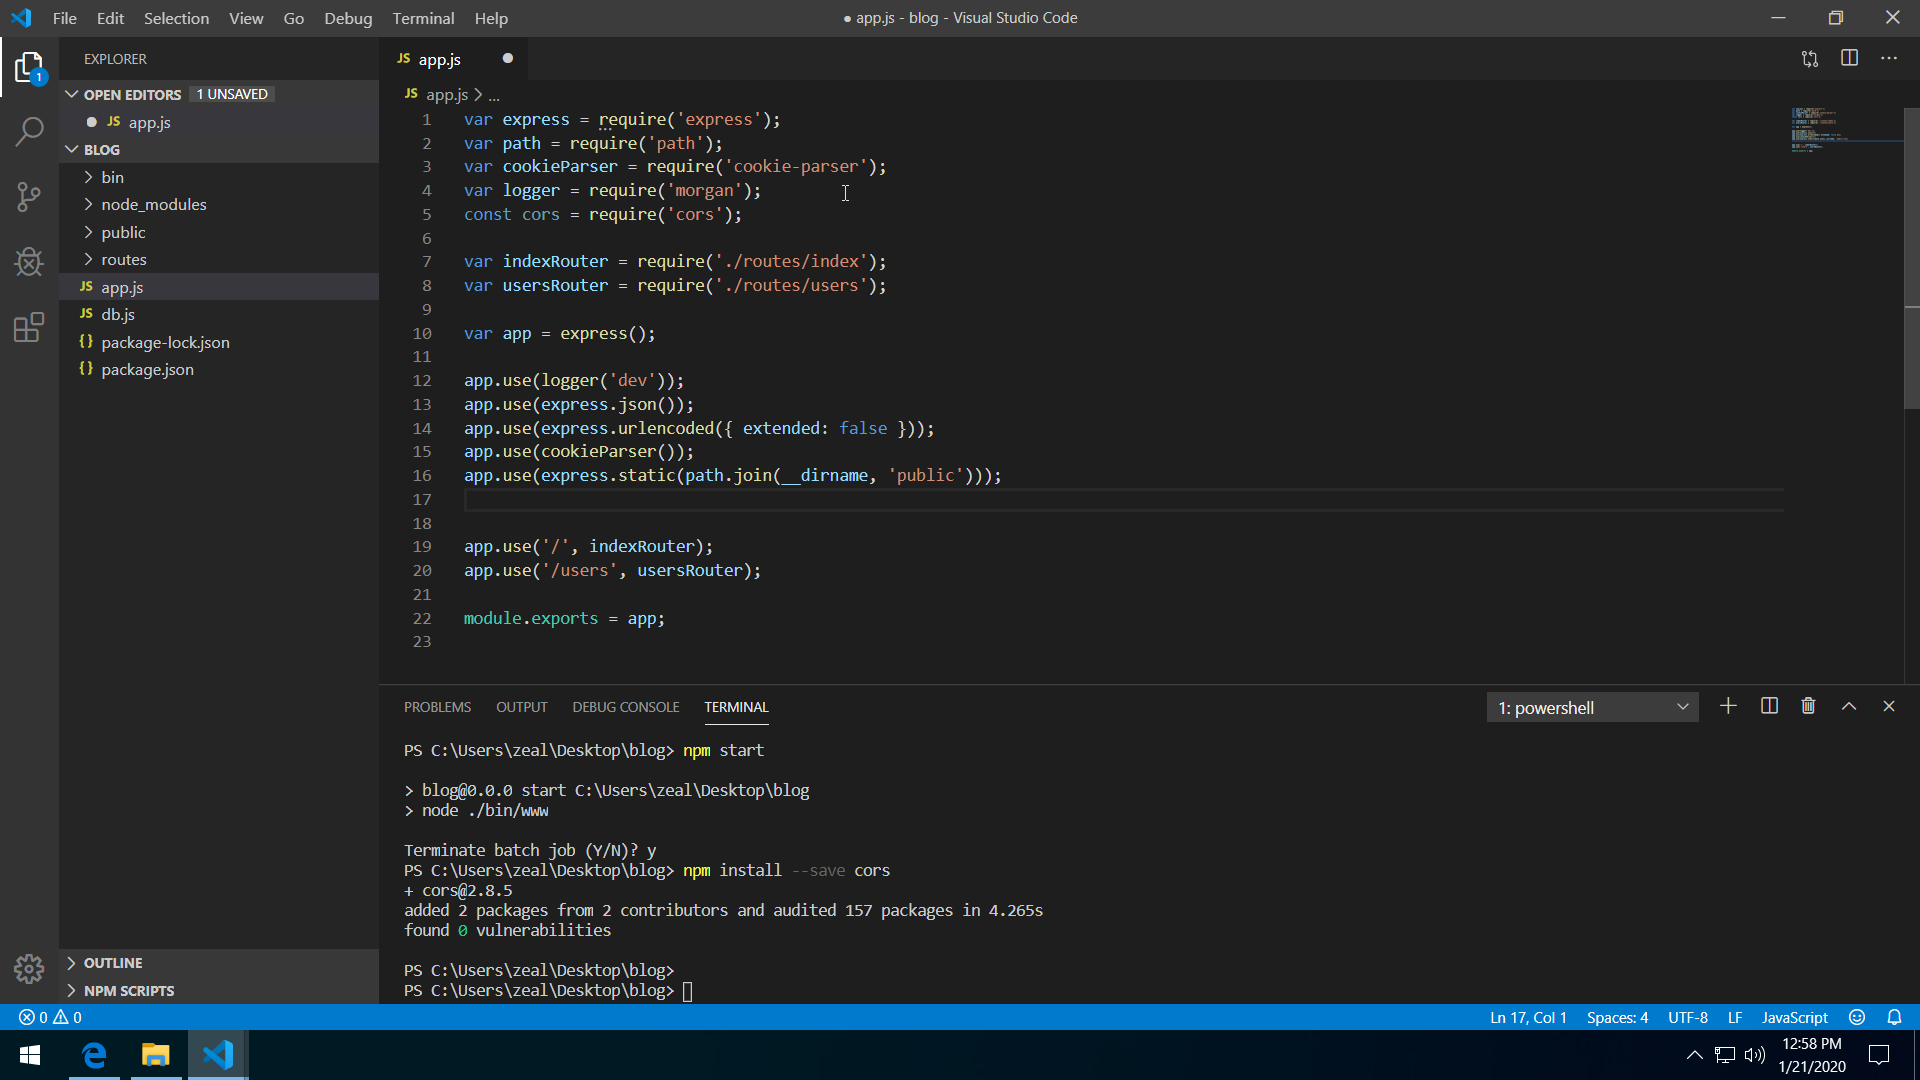 File Edit Selection View Go Debug Terminal Help
● app.js - blog - Visual Studio Code
EXPLORER
1
OPEN EDITORS 1 UNSAVED
● JS app.js
BLOG
bin
node_modules
public
routes
JS app.js
JS db.js
{} package-lock.json
{} package.json
OUTLINE
NPM SCRIPTS
JS app.js ●
JS app.js > ...
1 var express = require('express');
2 var path = require('path');
3 var cookieParser = require('cookie-parser');
4 var logger = require('morgan');
5 const cors = require('cors');
6
7 var indexRouter = require('./routes/index');
8 var usersRouter = require('./routes/users');
9
10 var app = express();
11
12 app.use(logger('dev'));
13 app.use(express.json());
14 app.use(express.urlencoded({ extended: false }));
15 app.use(cookieParser());
16 app.use(express.static(path.join(__dirname, 'public')));
17
18
19 app.use('/', indexRouter);
20 app.use('/users', usersRouter);
21
22 module.exports = app;
23
PROBLEMS OUTPUT DEBUG CONSOLE TERMINAL
1: powershell
PS C:\Users\zeal\Desktop\blog> npm start
> blog@0.0.0 start C:\Users\zeal\Desktop\blog
> node ./bin/www
Terminate batch job (Y/N)? y
PS C:\Users\zeal\Desktop\blog> npm install --save cors
+ cors@2.8.5
added 2 packages from 2 contributors and audited 157 packages in 4.265s
found 0 vulnerabilities
PS C:\Users\zeal\Desktop\blog>
PS C:\Users\zeal\Desktop\blog>
0 0
Ln 17, Col 1 Spaces: 4 UTF-8 LF JavaScript
12:58 PM
1/21/2020